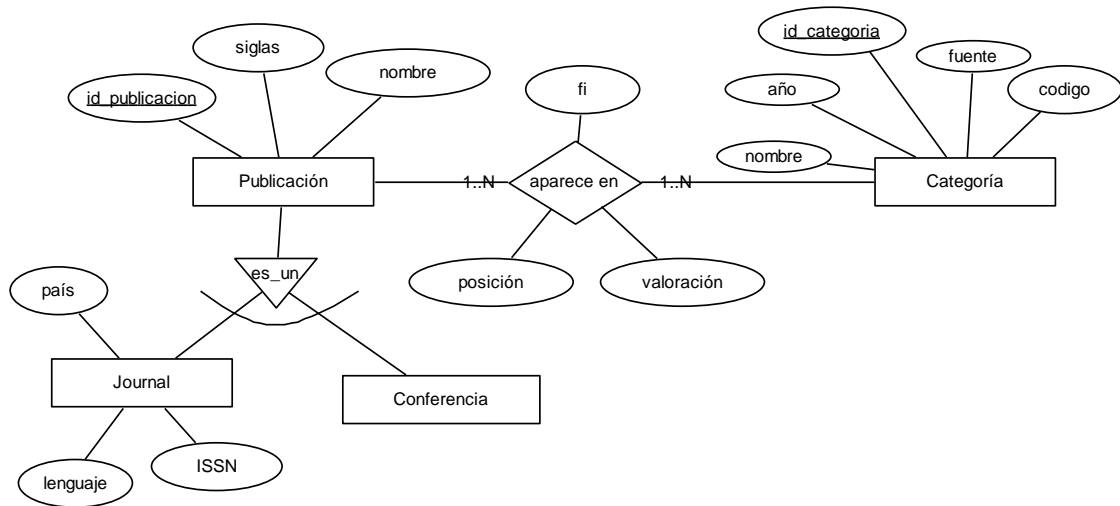 siglas
id_categoria
fuente
nombre
fi
id_publicacion
año
codigo
nombre
Publicación
1..N
aparece en
1..N
Categoría
es_un
posición
valoración
país
Journal
Conferencia
ISSN
lenguaje